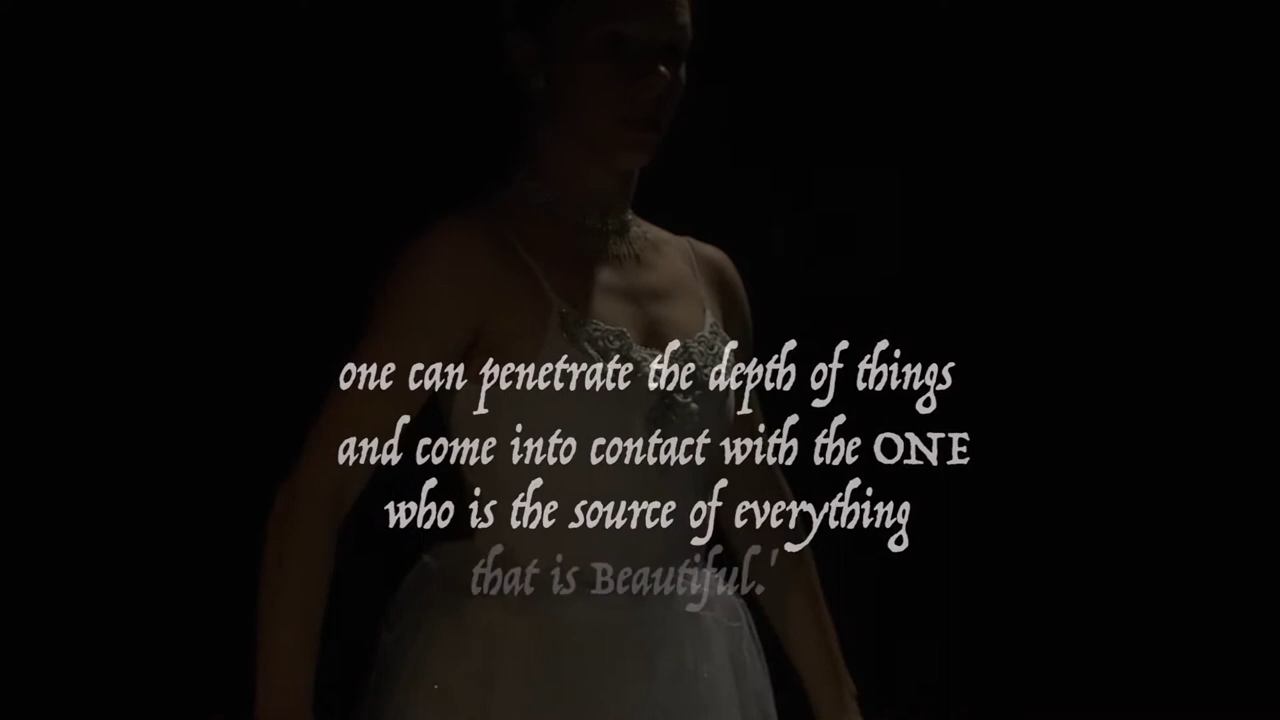 one can penetrate the depth of things
and come into contact with the ONE
who is the source of everything
that is Beautiful.'